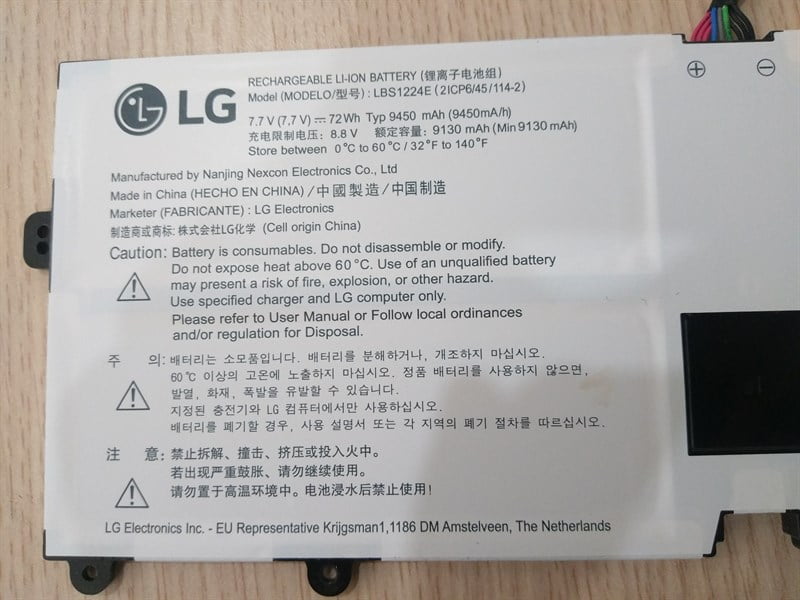 LG
RECHARGEABLE LI-ION BATTERY (锂离子电池组)
Model (MODELO/型号) : LBS1224E (2ICP6/45/114-2)
7.7 V (7,7 V) ⎓ 72 Wh Typ 9450 mAh (9450mA/h)
充电限制电压: 8.8 V 额定容量: 9130 mAh (Min 9130 mAh)
Store between 0°C to 60°C / 32°F to 140°F
Manufactured by Nanjing Nexcon Electronics Co., Ltd
Made in China (HECHO EN CHINA) / 中國製造 / 中国制造
Marketer (FABRICANTE) : LG Electronics
制造商或商标: 株式会社LG化学 (Cell origin China)
Caution: Battery is consumables. Do not disassemble or modify.
Do not expose heat above 60°C. Use of an unqualified battery
may present a risk of fire, explosion, or other hazard.
Use specified charger and LG computer only.
Please refer to User Manual or Follow local ordinances
and/or regulation for Disposal.
주 의: 배터리는 소모품입니다. 배터리를 분해하거나, 개조하지 마십시오.
60℃ 이상의 고온에 노출하지 마십시오. 정품 배터리를 사용하지 않으면,
발열, 화재, 폭발을 유발할 수 있습니다.
지정된 충전기와 LG 컴퓨터에서만 사용하십시오.
배터리를 폐기할 경우, 사용 설명서 또는 각 지역의 폐기 절차를 따르십시오.
注 意: 禁止拆解、撞击、挤压或投入火中。
若出现严重鼓胀、请勿继续使用。
请勿置于高温环境中。电池浸水后禁止使用!
LG Electronics Inc. - EU Representative Krijgsman1,1186 DM Amstelveen, The Netherlands